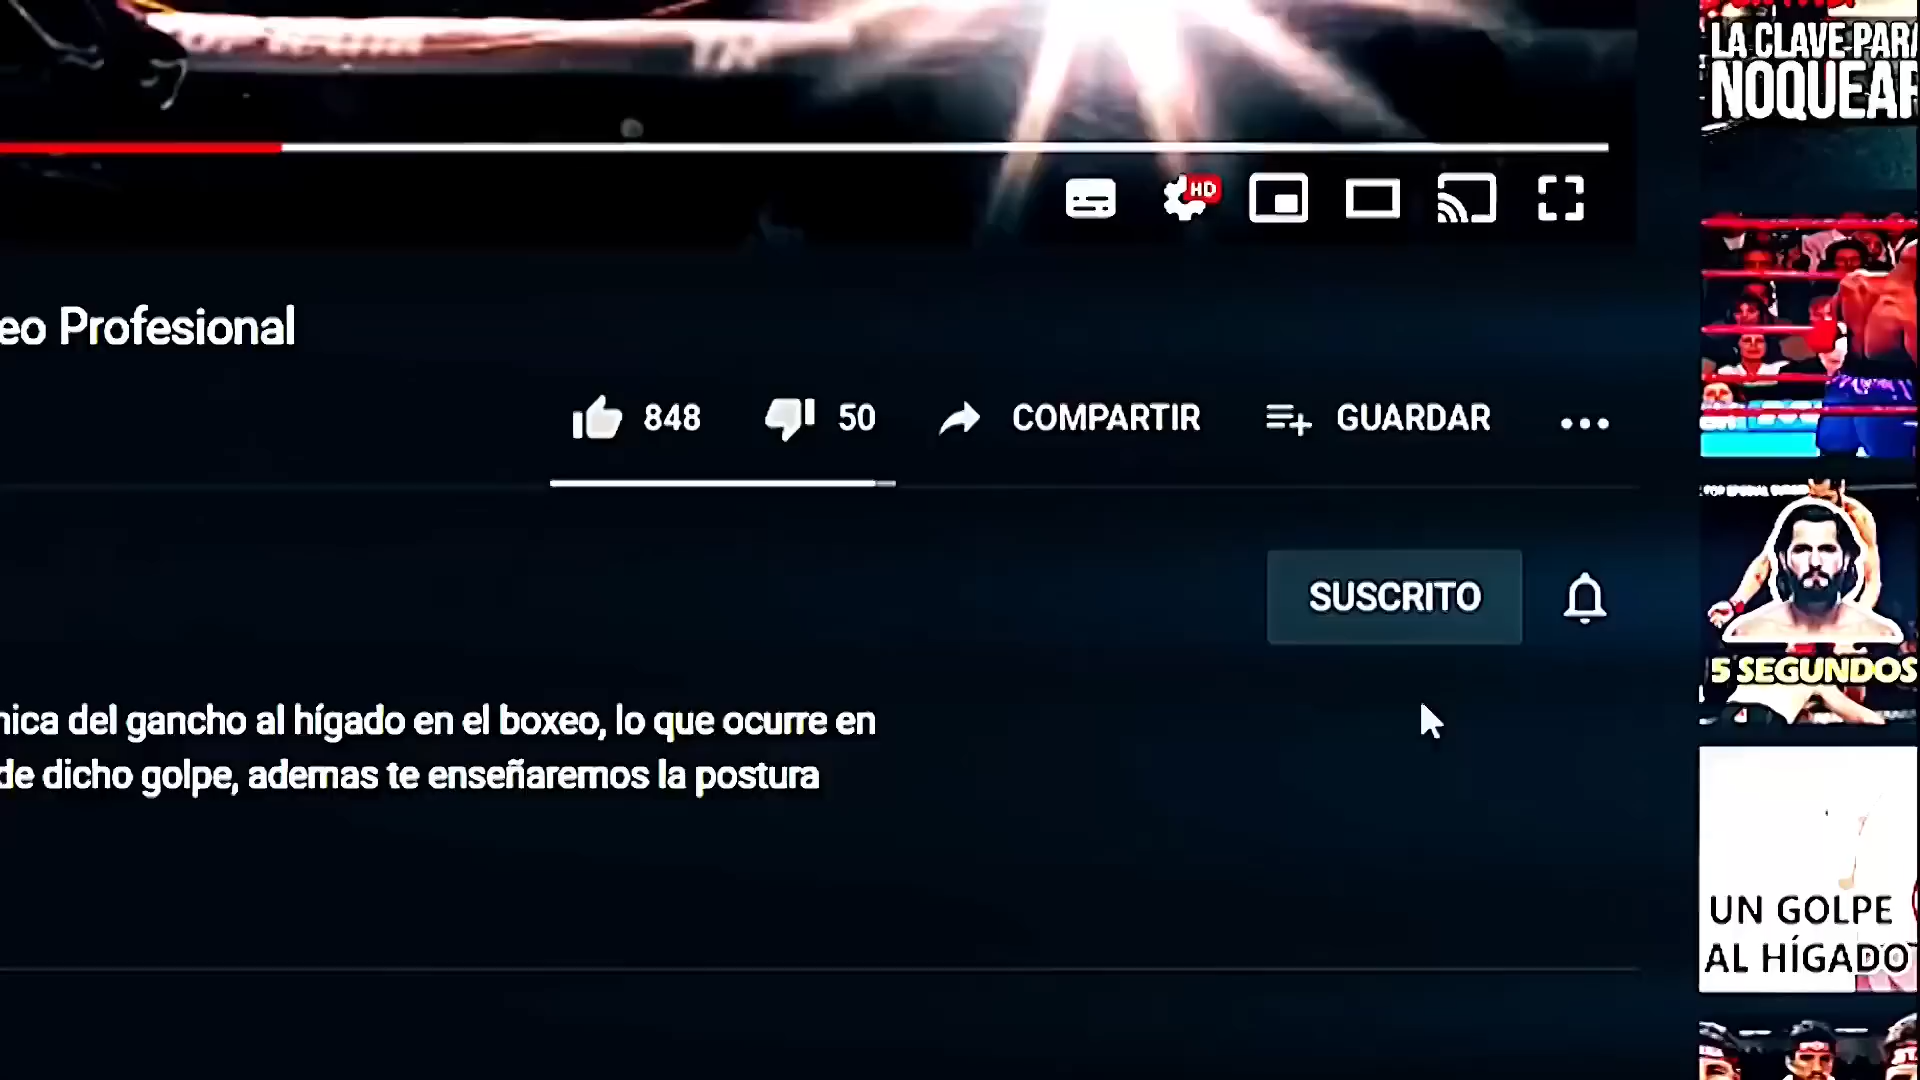 LA CLAVE PARA
NOQUEAR
HD
eo Profesional
848 50 COMPARTIR GUARDAR
SUSCRITO
5 SEGUNDOS
nica del gancho al hígado en el boxeo, lo que ocurre en
de dicho golpe, ademas te enseñaremos la postura
UN GOLPE
AL HÍGADO